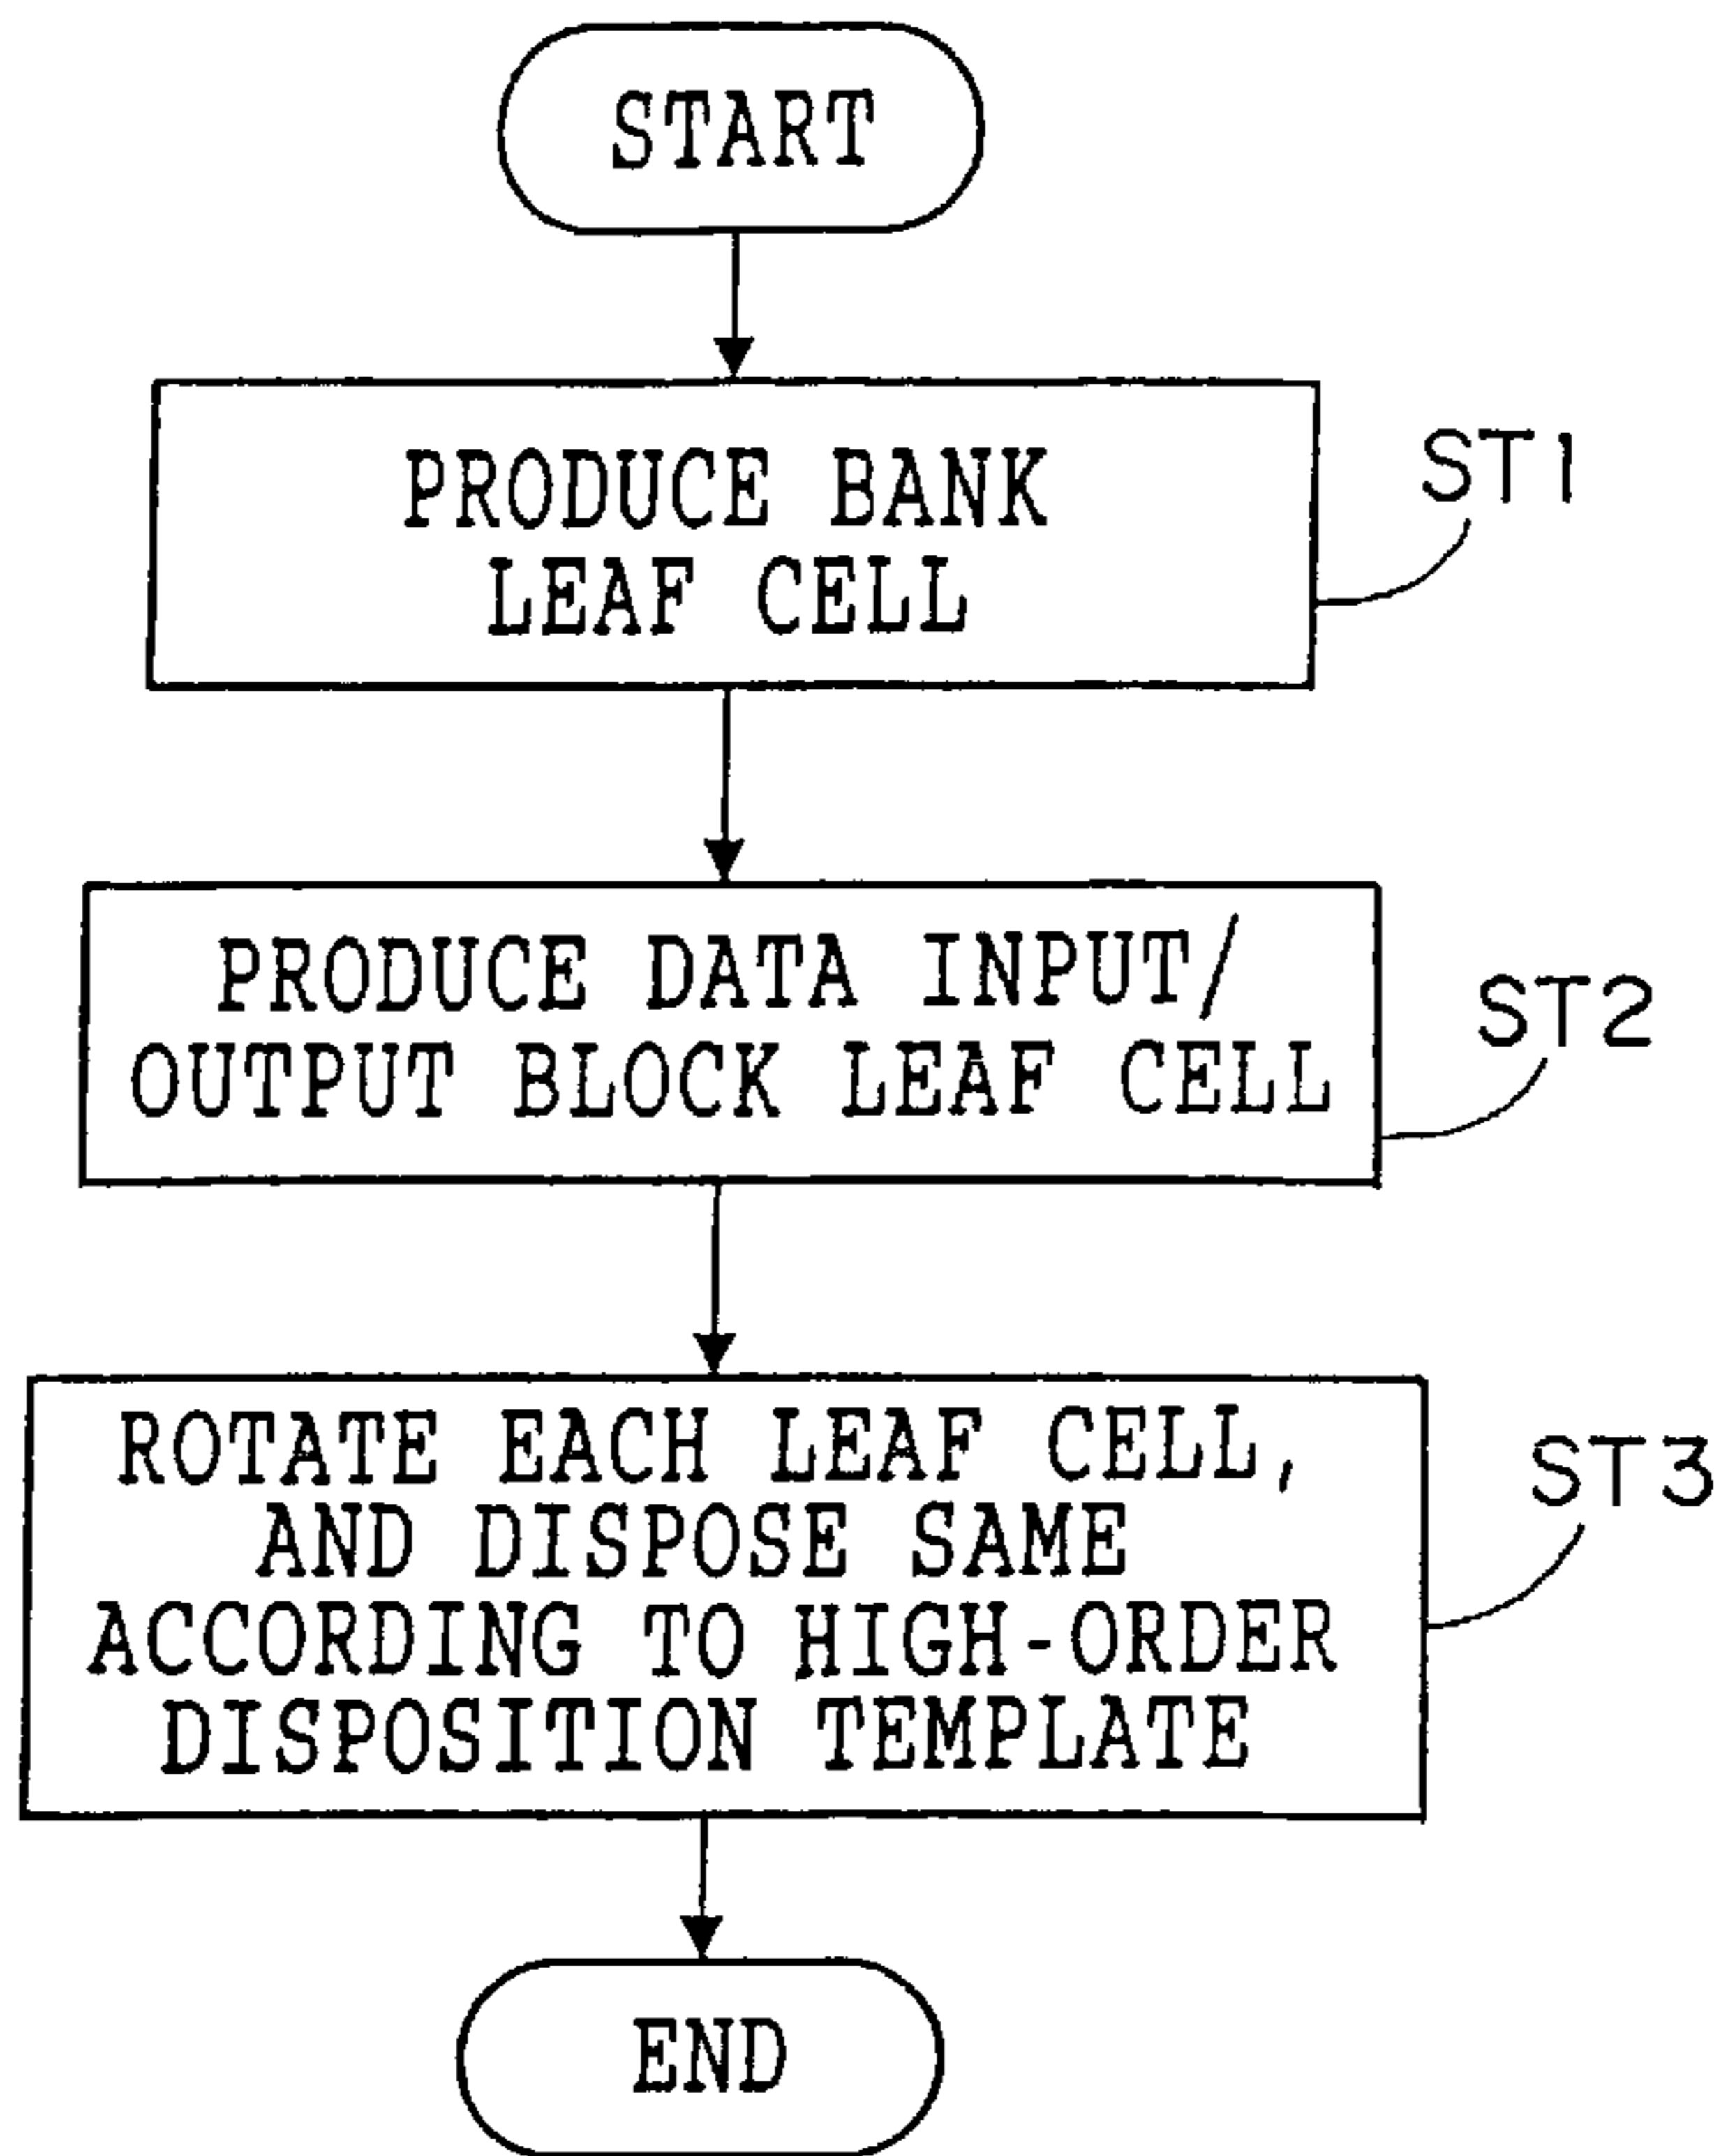 START
PRODUCE BANK
LEAF CELL
ST1
PRODUCE DATA INPUT/
OUTPUT BLOCK LEAF CELL
ST2
ROTATE EACH LEAF CELL,
AND DISPOSE SAME
ACCORDING TO HIGH-ORDER
DISPOSITION TEMPLATE
ST3
END